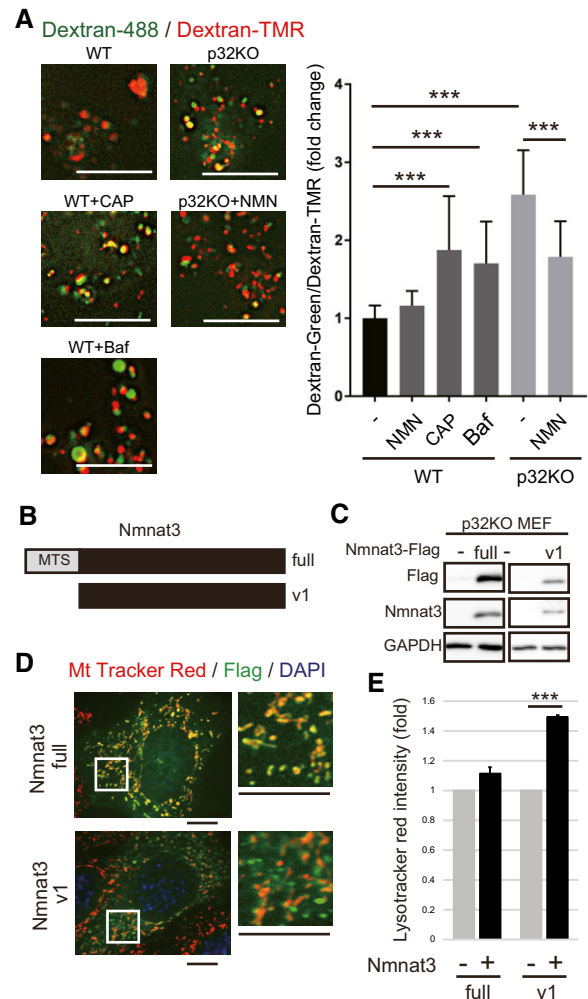 A
Dextran-488 / Dextran-TMR
WT
p32KO
WT+CAP
p32KO+NMN
WT+Baf
Dextran-Green/Dextran-TMR (fold change)
4
3
2
1
0
***
***
***
***
- NMN CAP Baf - NMN
WT p32KO
B
Nmnat3
MTS
full
v1
C
p32KO MEF
Nmnat3-Flag - full - v1
Flag
Nmnat3
GAPDH
D
Mt Tracker Red / Flag / DAPI
Nmnat3 full
Nmnat3 v1
E
Lysotracker red intensity (fold)
1.6
1.4
1.2
1
0.8
0.6
0.4
0.2
0
***
Nmnat3 - + - +
full v1